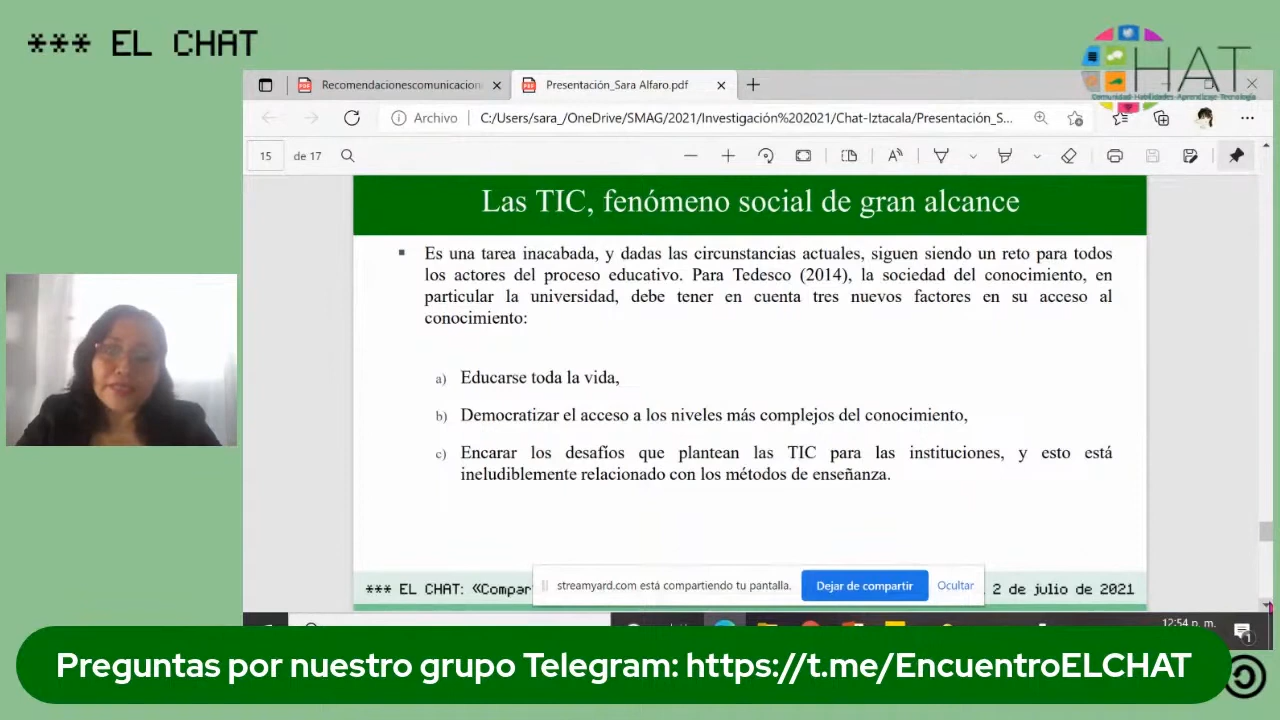 *** EL CHAT
HAT
Comunidad Habilidades Aprendizaje Tecnología
Recomendacionescomunicacion
Presentación_Sara Alfaro.pdf
Archivo
C:/Users/sara_/OneDrive/SMAG/2021/Investigación%202021/Chat-Iztacala/Presentación_S...
15 de 17
Las TIC, fenómeno social de gran alcance
Es una tarea inacabada, y dadas las circunstancias actuales, siguen siendo un reto para todos
los actores del proceso educativo. Para Tedesco (2014), la sociedad del conocimiento, en
particular la universidad, debe tener en cuenta tres nuevos factores en su acceso al
conocimiento:
a) Educarse toda la vida,
b) Democratizar el acceso a los niveles más complejos del conocimiento,
c) Encarar los desafíos que plantean las TIC para las instituciones, y esto está
ineludiblemente relacionado con los métodos de enseñanza.
*** EL CHAT: «Compar
streamyard.com está compartiendo tu pantalla.
Dejar de compartir
Ocultar
2 de julio de 2021
12:54 p. m.
1
Preguntas por nuestro grupo Telegram: https://t.me/EncuentroELCHAT